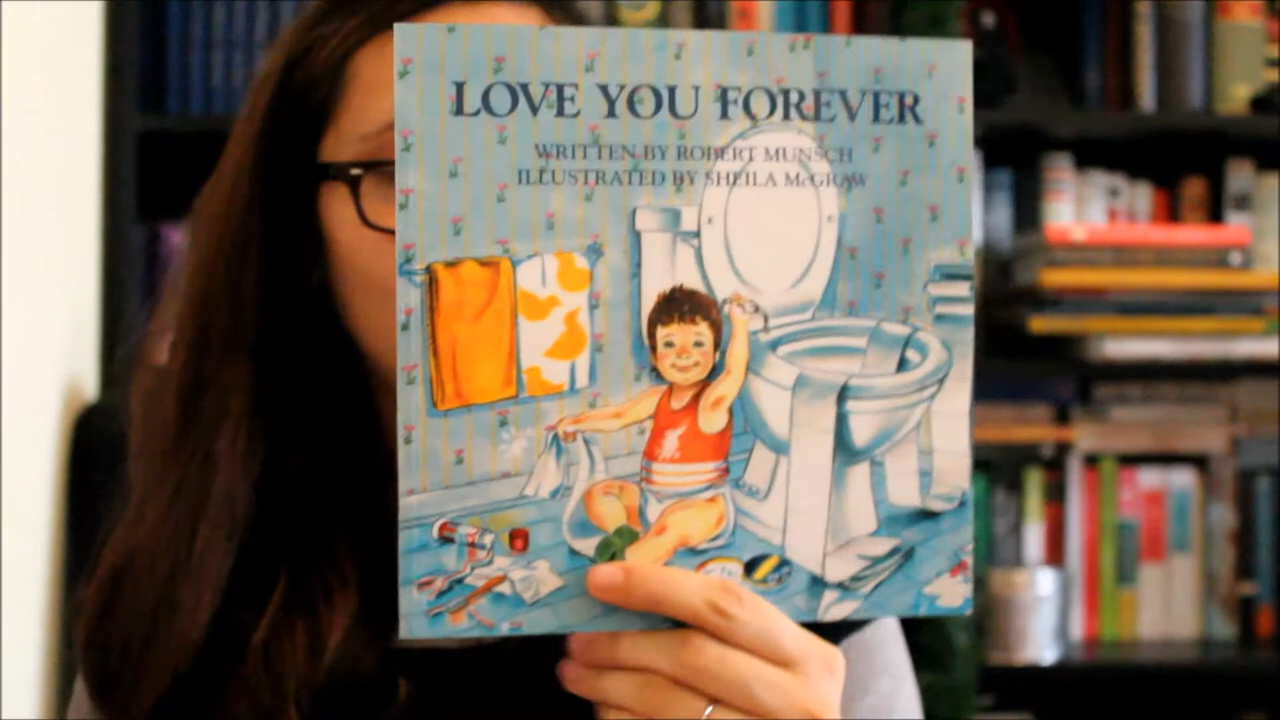 LOVE YOU FOREVER
WRITTEN BY ROBERT MUNSCH
ILLUSTRATED BY SHEILA McGRAW